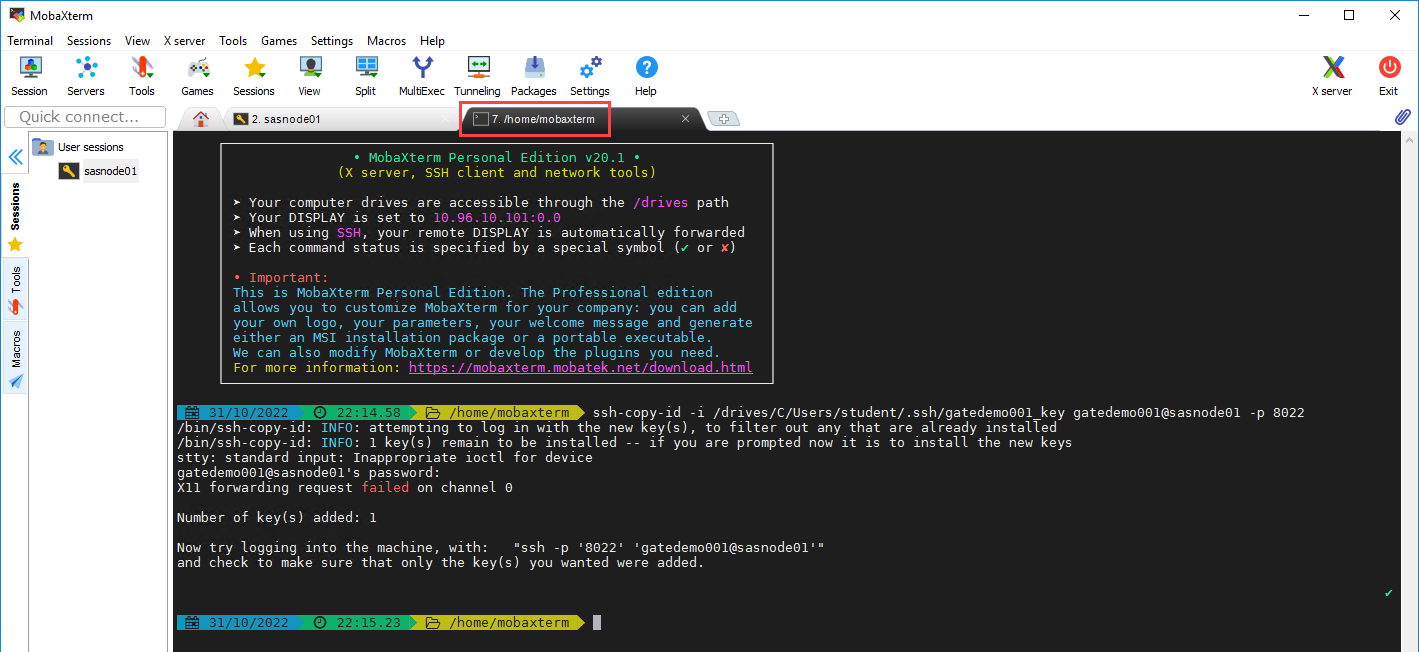 MobaXterm
Terminal Sessions View X server Tools Games Settings Macros Help
Session Servers Tools Games Sessions View Split MultiExec Tunneling Packages Settings Help X server Exit
Quick connect...
2. sasnode01
7. /home/mobaxterm
User sessions
sasnode01
Sessions
Tools
Macros
• MobaXterm Personal Edition v20.1 •
(X server, SSH client and network tools)
➤ Your computer drives are accessible through the /drives path
➤ Your DISPLAY is set to 10.96.10.101:0.0
➤ When using SSH, your remote DISPLAY is automatically forwarded
➤ Each command status is specified by a special symbol (✔ or ✘)
• Important:
This is MobaXterm Personal Edition. The Professional edition
allows you to customize MobaXterm for your company: you can add
your own logo, your parameters, your welcome message and generate
either an MSI installation package or a portable executable.
We can also modify MobaXterm or develop the plugins you need.
For more information: https://mobaxterm.mobatek.net/download.html
31/10/2022 22:14.58 /home/mobaxterm ssh-copy-id -i /drives/C/Users/student/.ssh/gatedemo001_key gatedemo001@sasnode01 -p 8022
/bin/ssh-copy-id: INFO: attempting to log in with the new key(s), to filter out any that are already installed
/bin/ssh-copy-id: INFO: 1 key(s) remain to be installed -- if you are prompted now it is to install the new keys
stty: standard input: Inappropriate ioctl for device
gatedemo001@sasnode01's password:
X11 forwarding request failed on channel 0
Number of key(s) added: 1
Now try logging into the machine, with:   "ssh -p '8022' 'gatedemo001@sasnode01'"
and check to make sure that only the key(s) you wanted were added.
✔
31/10/2022 22:15.23 /home/mobaxterm